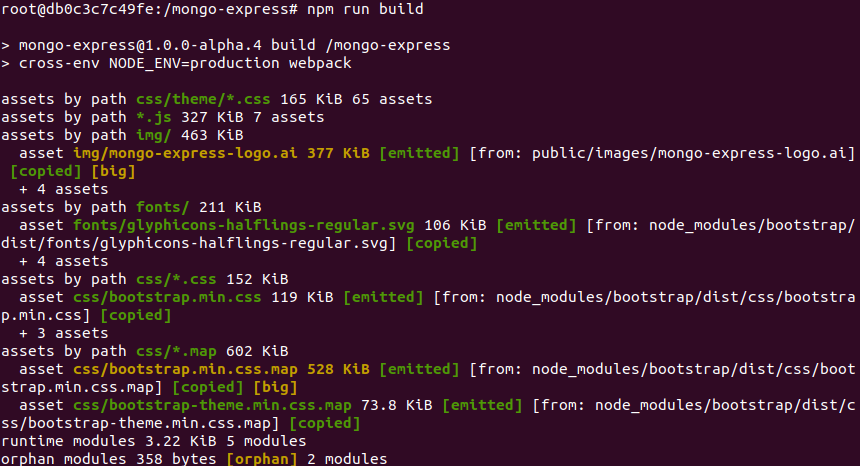 root@db0c3c7c49fe:/mongo-express# npm run build
> mongo-express@1.0.0-alpha.4 build /mongo-express
> cross-env NODE_ENV=production webpack
assets by path css/theme/*.css 165 KiB 65 assets
assets by path *.js 327 KiB 7 assets
assets by path img/ 463 KiB
  asset img/mongo-express-logo.ai 377 KiB [emitted] [from: public/images/mongo-express-logo.ai]
 [copied] [big]
  + 4 assets
assets by path fonts/ 211 KiB
  asset fonts/glyphicons-halflings-regular.svg 106 KiB [emitted] [from: node_modules/bootstrap/
dist/fonts/glyphicons-halflings-regular.svg] [copied]
  + 4 assets
assets by path css/*.css 152 KiB
  asset css/bootstrap.min.css 119 KiB [emitted] [from: node_modules/bootstrap/dist/css/bootstra
p.min.css] [copied]
  + 3 assets
assets by path css/*.map 602 KiB
  asset css/bootstrap.min.css.map 528 KiB [emitted] [from: node_modules/bootstrap/dist/css/boot
strap.min.css.map] [copied] [big]
  asset css/bootstrap-theme.min.css.map 73.8 KiB [emitted] [from: node_modules/bootstrap/dist/c
ss/bootstrap-theme.min.css.map] [copied]
runtime modules 3.22 KiB 5 modules
orphan modules 358 bytes [orphan] 2 modules